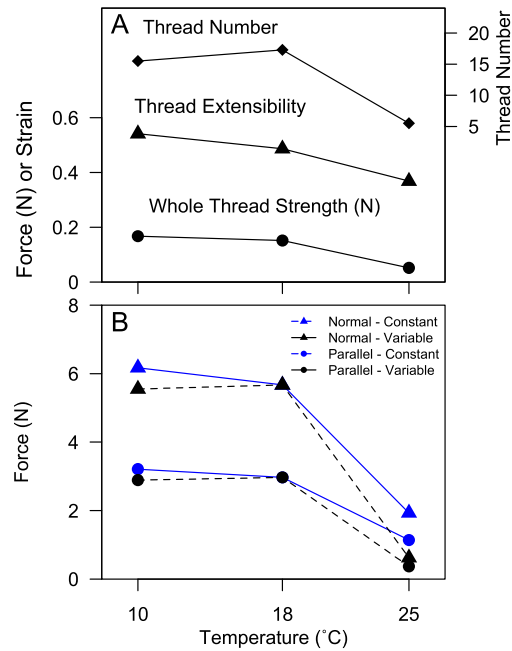 A
Thread Number
Thread Extensibility
Whole Thread Strength (N)
Force (N) or Strain
0.6
0.4
0.2
0
20
15
10
5
Thread Number
B
Normal - Constant
Normal - Variable
Parallel - Constant
Parallel - Variable
Force (N)
8
6
4
2
0
10 18 25
Temperature (˚C)